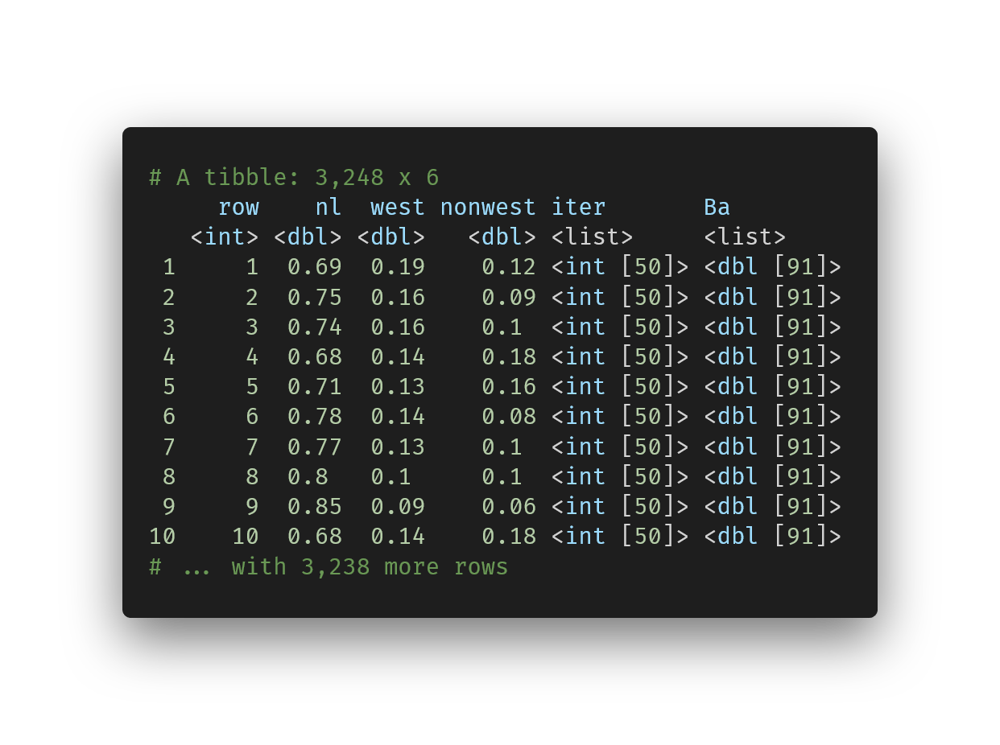 # A tibble: 3,248 x 6
     row    nl  west nonwest iter       Ba
   <int> <dbl> <dbl>   <dbl> <list>     <list>
 1     1  0.69  0.19    0.12 <int [50]> <dbl [91]>
 2     2  0.75  0.16    0.09 <int [50]> <dbl [91]>
 3     3  0.74  0.16    0.1  <int [50]> <dbl [91]>
 4     4  0.68  0.14    0.18 <int [50]> <dbl [91]>
 5     5  0.71  0.13    0.16 <int [50]> <dbl [91]>
 6     6  0.78  0.14    0.08 <int [50]> <dbl [91]>
 7     7  0.77  0.13    0.1  <int [50]> <dbl [91]>
 8     8  0.8   0.1     0.1  <int [50]> <dbl [91]>
 9     9  0.85  0.09    0.06 <int [50]> <dbl [91]>
10    10  0.68  0.14    0.18 <int [50]> <dbl [91]>
# ... with 3,238 more rows